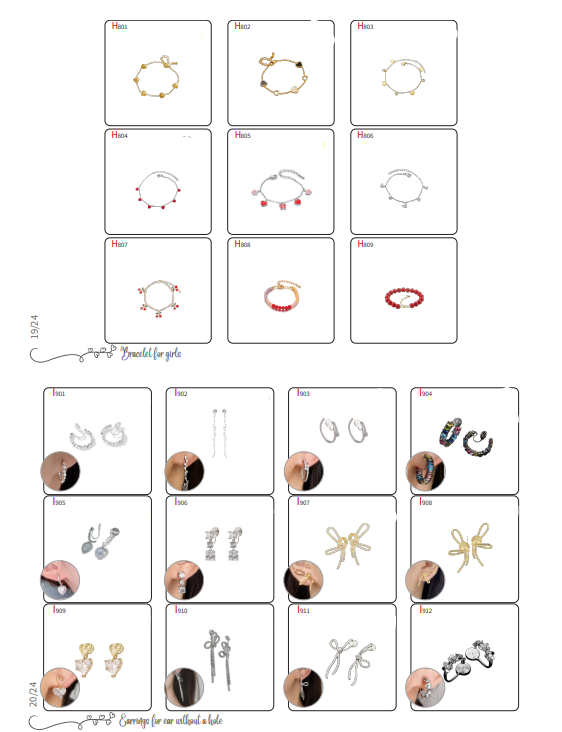 H801
H802
H803
H804
H805
H806
H807
H808
H809
19/24
Bracelet for girls
I901
I902
I903
I904
I905
I906
I907
I908
I909
I910
I911
I912
20/24
Earrings for ear without a hole